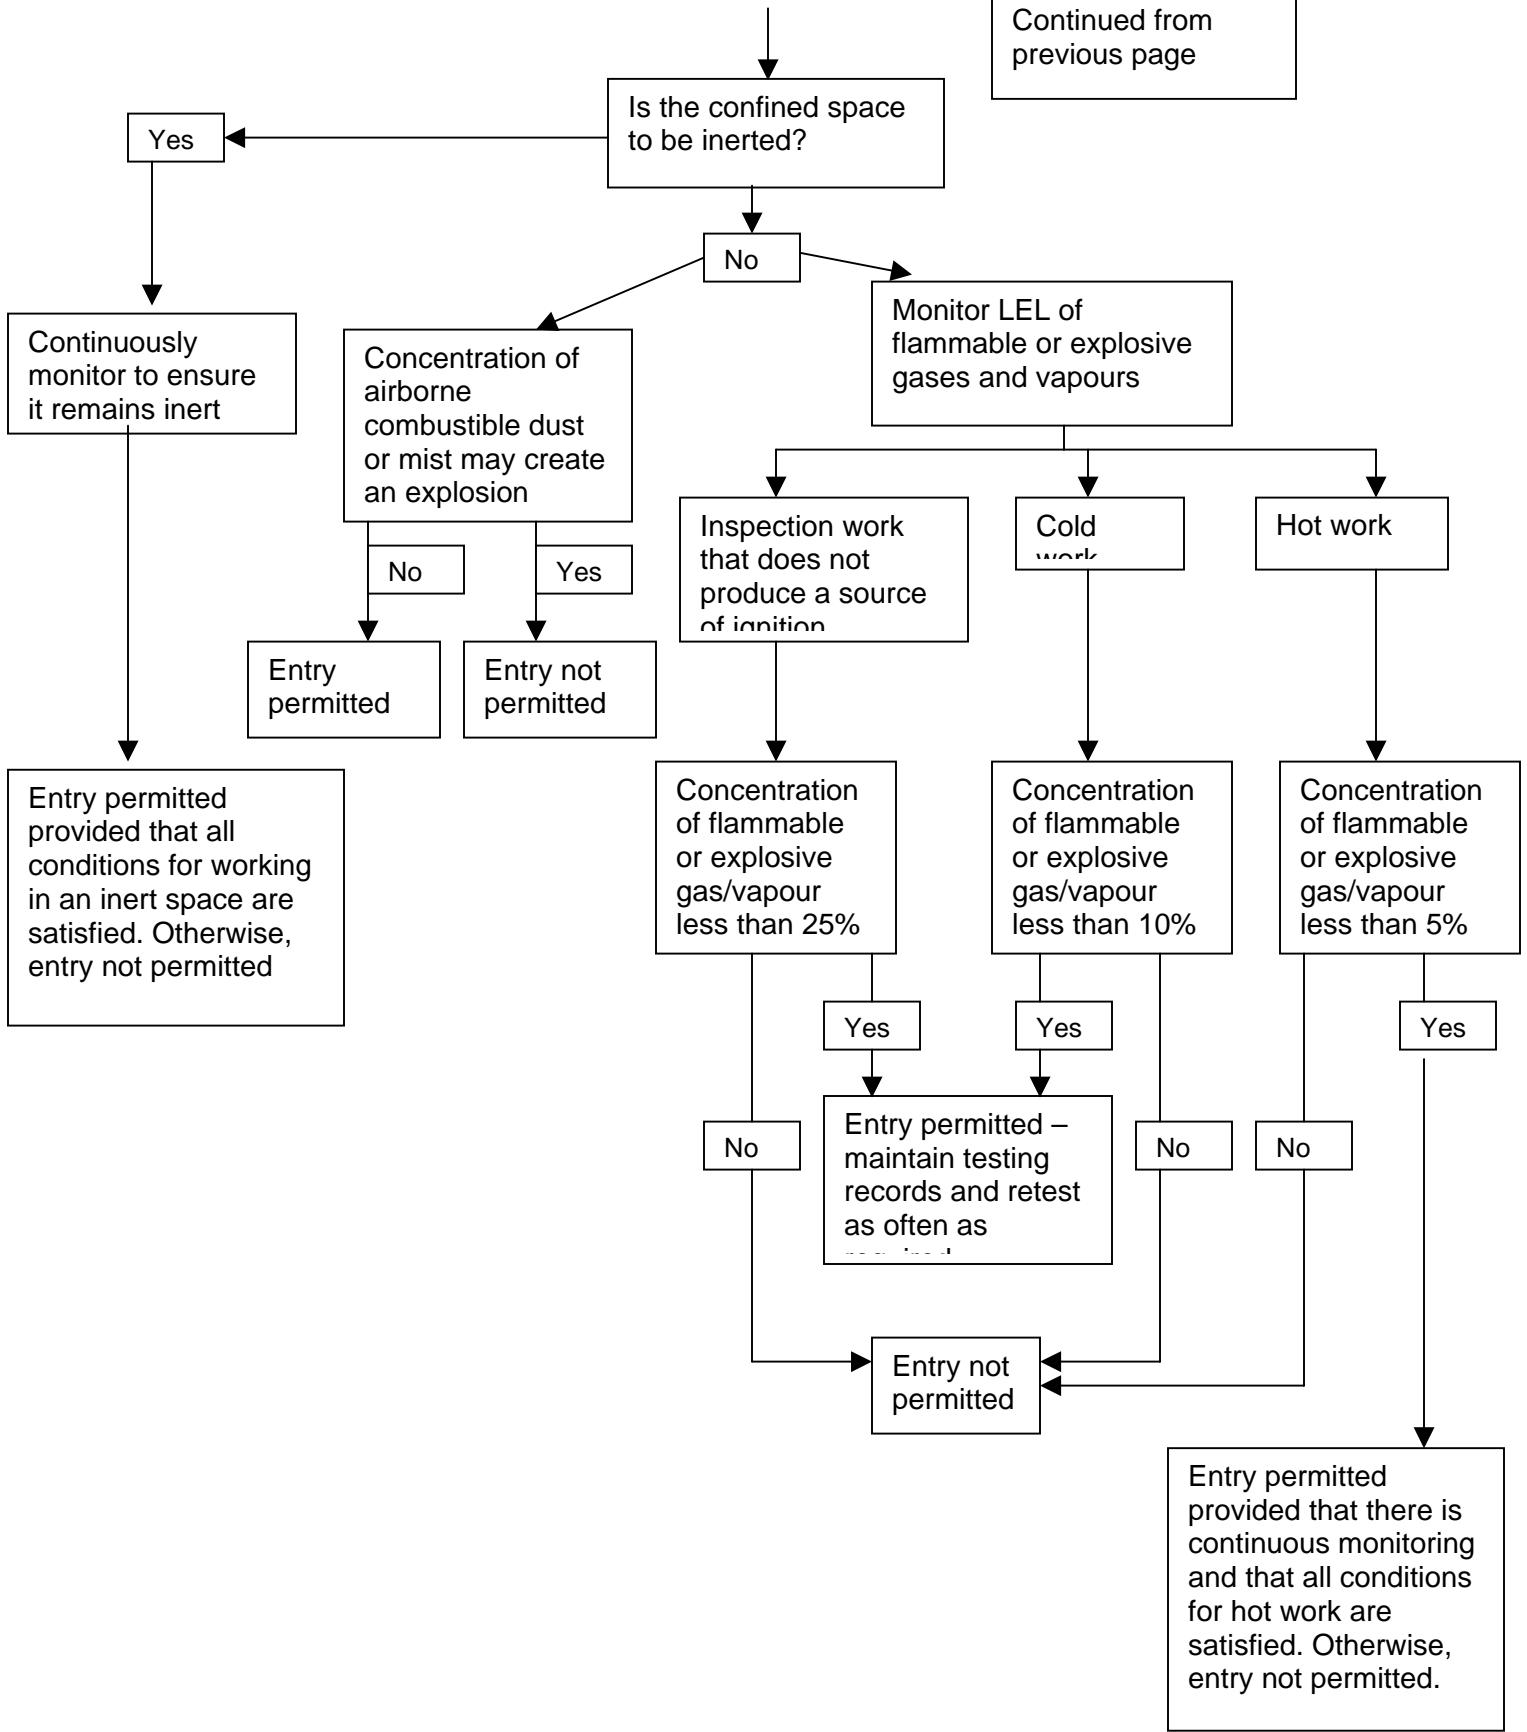 Continued from
previous page
Is the confined space
to be inerted?
Yes
No
Continuously
monitor to ensure
it remains inert
Concentration of
airborne
combustible dust
or mist may create
an explosion
Monitor LEL of
flammable or explosive
gases and vapours
No
Yes
Inspection work
that does not
produce a source
of ignition
Cold
work
Hot work
Entry
permitted
Entry not
permitted
Entry permitted
provided that all
conditions for working
in an inert space are
satisfied. Otherwise,
entry not permitted
Concentration
of flammable
or explosive
gas/vapour
less than 25%
Concentration
of flammable
or explosive
gas/vapour
less than 10%
Concentration
of flammable
or explosive
gas/vapour
less than 5%
Yes
Yes
Yes
No
Entry permitted –
maintain testing
records and retest
as often as
required
No
No
Entry not
permitted
Entry permitted
provided that there is
continuous monitoring
and that all conditions
for hot work are
satisfied. Otherwise,
entry not permitted.